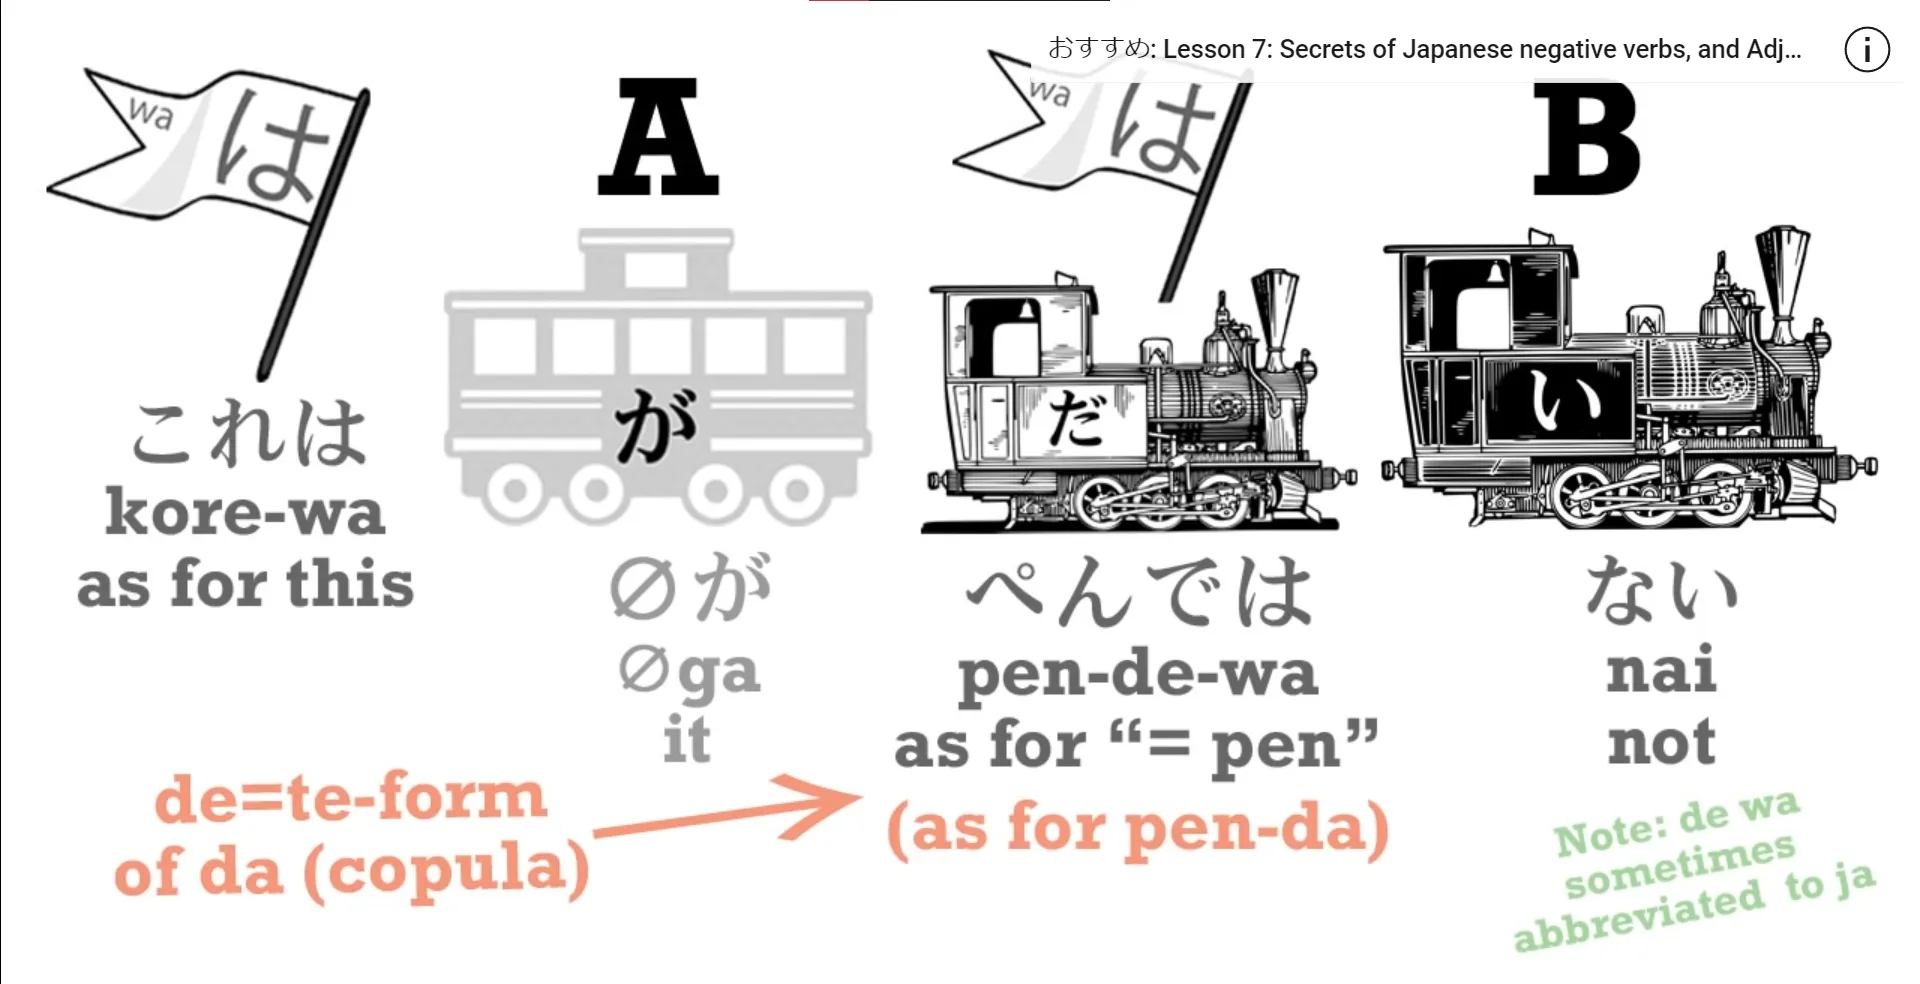 おすすめ: Lesson 7: Secrets of Japanese negative verbs, and Adj...
i
wa は
A
wa は
B
が
だ
い
これは
kore-wa
as for this
∅が
∅ga
it
ぺんでは
pen-de-wa
as for “= pen”
(as for pen-da)
ない
nai
not
de=te-form
of da (copula)
Note: de wa
sometimes
abbreviated to ja